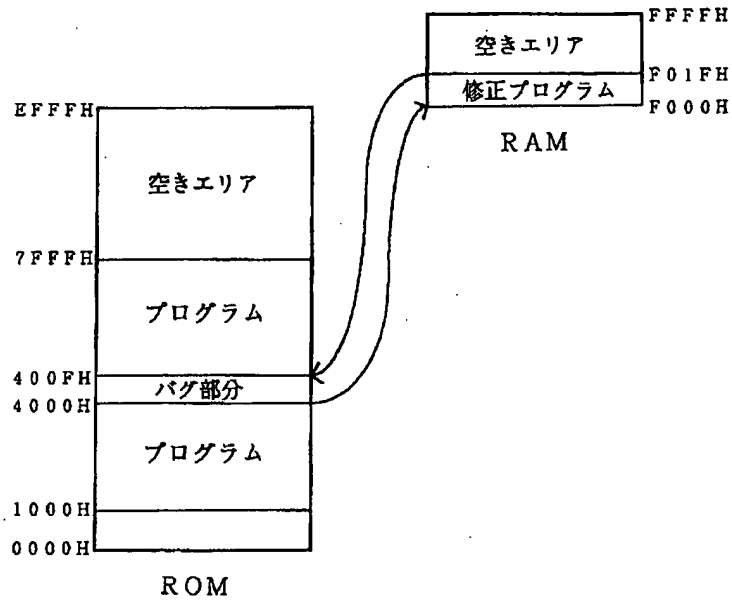 FFFFH
空きエリア
F01FH
修正プログラム
F000H
RAM
EFFFH
空きエリア
7FFFH
プログラム
400FH
バグ部分
4000H
プログラム
1000H
0000H
ROM